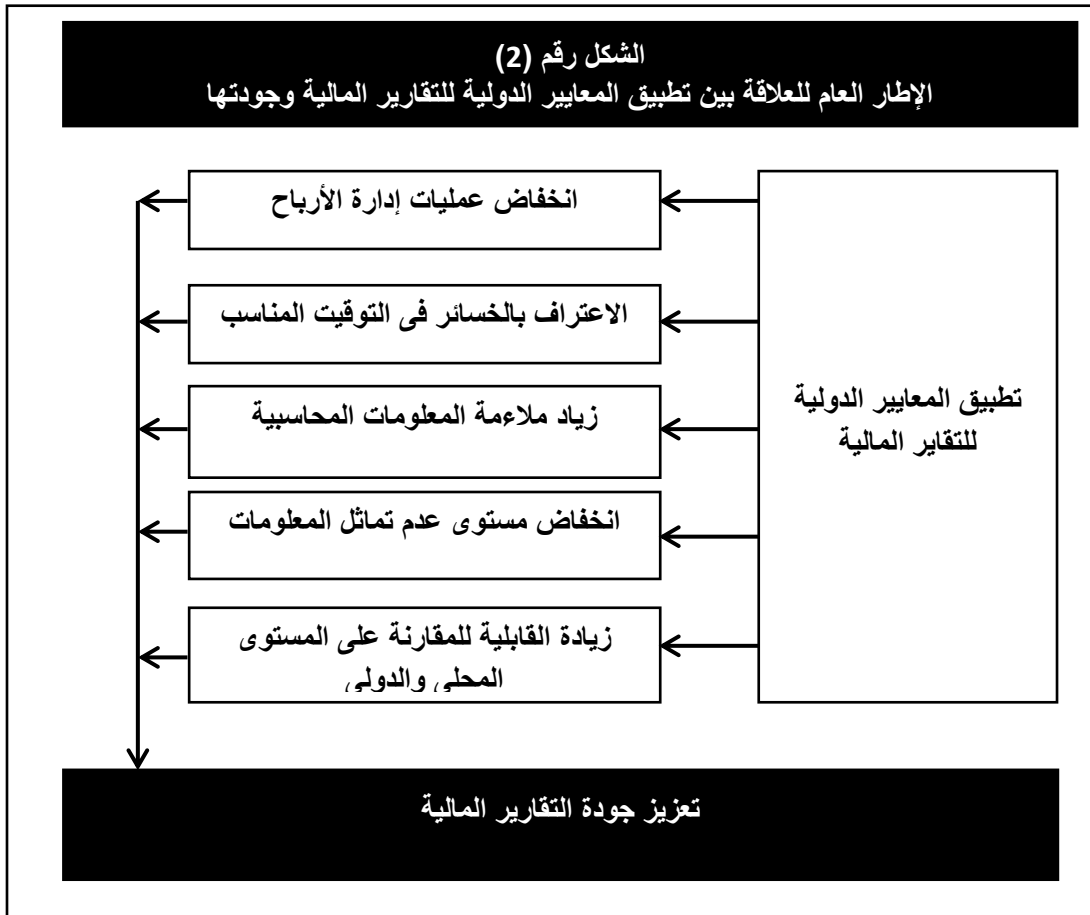 الشكل رقم (2)
الإطار العام للعلاقة بين تطبيق المعايير الدولية للتقارير المالية وجودتها
تطبيق المعايير الدولية
للتقاير المالية
انخفاض عمليات إدارة الأرباح
الاعتراف بالخسائر فى التوقيت المناسب
زياد ملاءمة المعلومات المحاسبية
انخفاض مستوى عدم تماثل المعلومات
زيادة القابلية للمقارنة على المستوى
المحلى والدولى
تعزيز جودة التقارير المالية